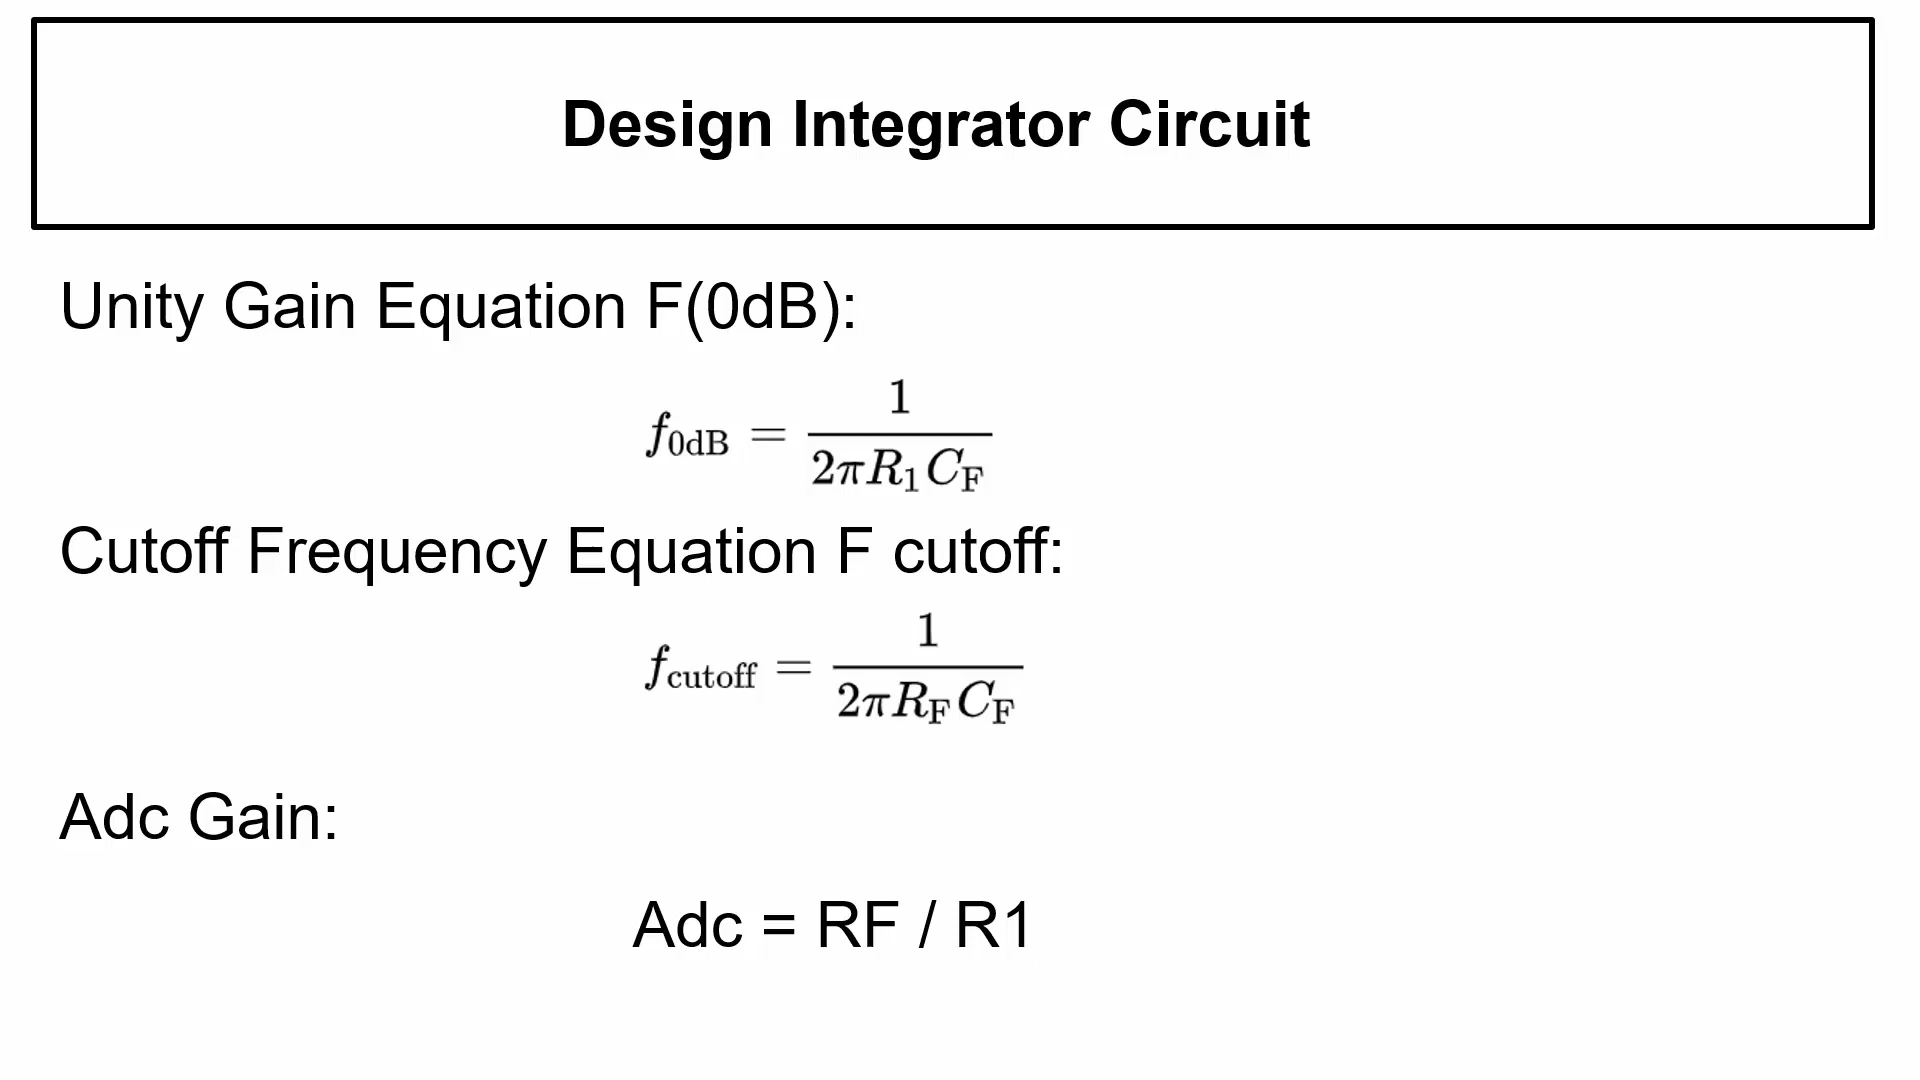 Design Integrator Circuit
Unity Gain Equation F(0dB):
f0dB = 1 / 2πR1CF
Cutoff Frequency Equation F cutoff:
fcutoff = 1 / 2πRFCF
Adc Gain:
Adc = RF / R1